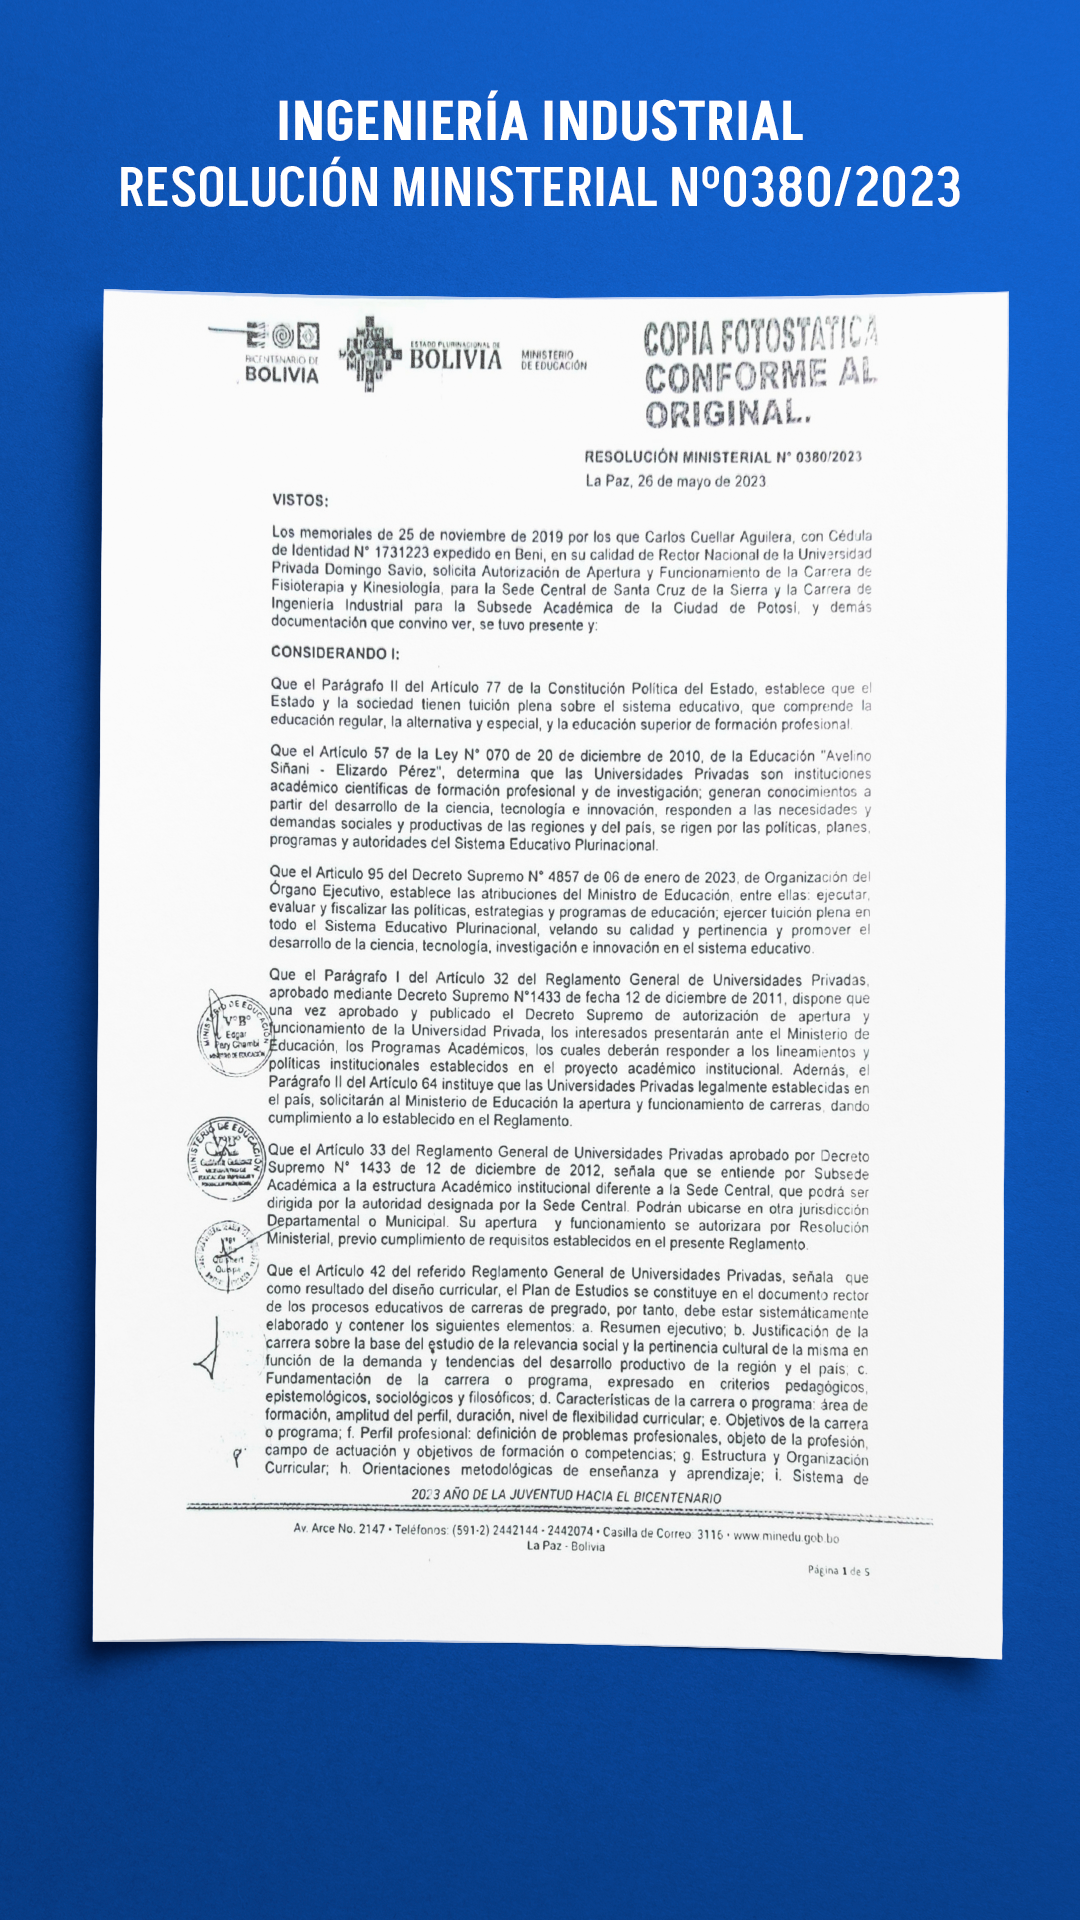 INGENIERÍA INDUSTRIAL
RESOLUCIÓN MINISTERIAL Nº0380/2023
BICENTENARIO DE
BOLIVIA
ESTADO PLURINACIONAL DE
BOLIVIA
MINISTERIO
DE EDUCACIÓN
COPIA FOTOSTATICA
CONFORME AL
ORIGINAL.
RESOLUCIÓN MINISTERIAL N° 0380/2023
La Paz, 26 de mayo de 2023
VISTOS:
Los memoriales de 25 de noviembre de 2019 por los que Carlos Cuellar Aguilera, con Cédula
de Identidad N° 1731223 expedido en Beni, en su calidad de Rector Nacional de la Universidad
Privada Domingo Savio, solicita Autorización de Apertura y Funcionamiento de la Carrera de
Fisioterapia y Kinesiología, para la Sede Central de Santa Cruz de la Sierra y la Carrera de
Ingeniería Industrial para la Subsede Académica de la Ciudad de Potosí, y demás
documentación que convino ver, se tuvo presente y:
CONSIDERANDO I:
Que el Parágrafo II del Artículo 77 de la Constitución Política del Estado, establece que el
Estado y la sociedad tienen tuición plena sobre el sistema educativo, que comprende la
educación regular, la alternativa y especial, y la educación superior de formación profesional.
Que el Artículo 57 de la Ley N° 070 de 20 de diciembre de 2010, de la Educación "Avelino
Siñani - Elizardo Pérez", determina que las Universidades Privadas son instituciones
académico científicas de formación profesional y de investigación; generan conocimientos a
partir del desarrollo de la ciencia, tecnología e innovación, responden a las necesidades y
demandas sociales y productivas de las regiones y del país, se rigen por las políticas, planes,
programas y autoridades del Sistema Educativo Plurinacional.
Que el Articulo 95 del Decreto Supremo N° 4857 de 06 de enero de 2023, de Organización del
Órgano Ejecutivo, establece las atribuciones del Ministro de Educación, entre ellas: ejecutar,
evaluar y fiscalizar las políticas, estrategias y programas de educación; ejercer tuición plena en
todo el Sistema Educativo Plurinacional, velando su calidad y pertinencia y promover el
desarrollo de la ciencia, tecnología, investigación e innovación en el sistema educativo.
Que el Parágrafo I del Artículo 32 del Reglamento General de Universidades Privadas,
aprobado mediante Decreto Supremo N°1433 de fecha 12 de diciembre de 2011, dispone que
una vez aprobado y publicado el Decreto Supremo de autorización de apertura y
funcionamiento de la Universidad Privada, los interesados presentarán ante el Ministerio de
Educación, los Programas Académicos, los cuales deberán responder a los lineamientos y
políticas institucionales establecidos en el proyecto académico institucional. Además, el
Parágrafo II del Artículo 64 instituye que las Universidades Privadas legalmente establecidas en
el país, solicitarán al Ministerio de Educación la apertura y funcionamiento de carreras, dando
cumplimiento a lo establecido en el Reglamento.
MINISTERIO DE EDUCACIÓN
V°B°
Edgar
Pary Chambi
MINISTRO DE EDUCACIÓN
Que el Artículo 33 del Reglamento General de Universidades Privadas aprobado por Decreto
Supremo N° 1433 de 12 de diciembre de 2012, señala que se entiende por Subsede
Académica a la estructura Académico institucional diferente a la Sede Central, que podrá ser
dirigida por la autoridad designada por la Sede Central. Podrán ubicarse en otra jurisdicción
Departamental o Municipal. Su apertura y funcionamiento se autorizara por Resolución
Ministerial, previo cumplimiento de requisitos establecidos en el presente Reglamento.
MINISTERIO DE EDUCACIÓN
Que el Artículo 42 del referido Reglamento General de Universidades Privadas, señala que
como resultado del diseño curricular, el Plan de Estudios se constituye en el documento rector
de los procesos educativos de carreras de pregrado, por tanto, debe estar sistemáticamente
elaborado y contener los siguientes elementos: a. Resumen ejecutivo; b. Justificación de la
carrera sobre la base del estudio de la relevancia social y la pertinencia cultural de la misma en
función de la demanda y tendencias del desarrollo productivo de la región y el país; c.
Fundamentación de la carrera o programa, expresado en criterios pedagógicos,
epistemológicos, sociológicos y filosóficos; d. Características de la carrera o programa: área de
formación, amplitud del perfil, duración, nivel de flexibilidad curricular; e. Objetivos de la carrera
o programa; f. Perfil profesional: definición de problemas profesionales, objeto de la profesión,
campo de actuación y objetivos de formación o competencias; g. Estructura y Organización
Curricular; h. Orientaciones metodológicas de enseñanza y aprendizaje; i. Sistema de
2023 AÑO DE LA JUVENTUD HACIA EL BICENTENARIO
Av. Arce No. 2147 • Teléfonos: (591-2) 2442144 - 2442074 • Casilla de Correo: 3116 • www.minedu.gob.bo
La Paz - Bolivia
Página 1 de 5